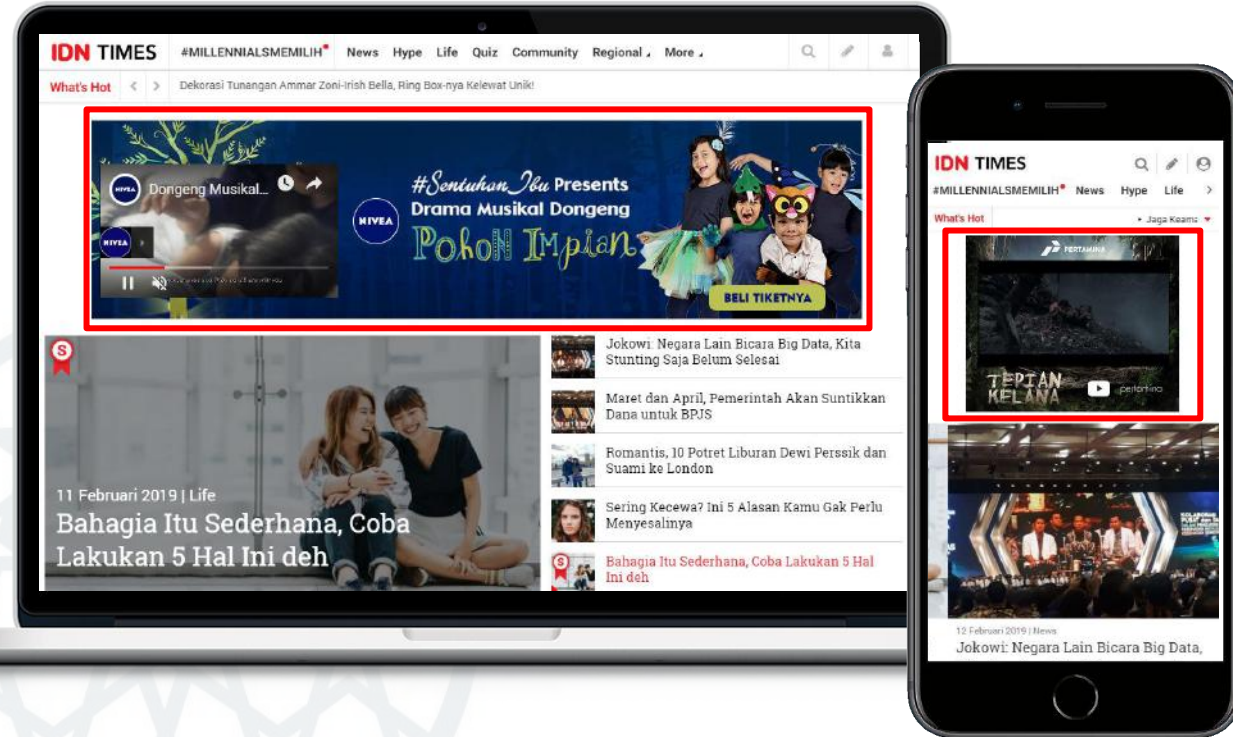 IDN TIMES #MILLENNIALSMEMILIH News Hype Life Quiz Community Regional More
What's Hot < > Dekorasi Tunangan Ammar Zoni-Irish Bella, Ring Box-nya Kelewat Unik!
NIVEA Dongeng Musikal...
NIVEA
NIVEA
#Sentuhan Ibu Presents
Drama Musikal Dongeng
Pohon Impian
BELI TIKETNYA
S
11 Februari 2019 | Life
Bahagia Itu Sederhana, Coba
Lakukan 5 Hal Ini deh
Jokowi: Negara Lain Bicara Big Data, Kita
Stunting Saja Belum Selesai
Maret dan April, Pemerintah Akan Suntikkan
Dana untuk BPJS
Romantis, 10 Potret Liburan Dewi Perssik dan
Suami ke London
Sering Kecewa? Ini 5 Alasan Kamu Gak Perlu
Menyesalinya
S
Bahagia Itu Sederhana, Coba Lakukan 5 Hal
Ini deh
IDN TIMES
#MILLENNIALSMEMILIH News Hype Life >
What's Hot • Jaga Keama
PERTAMINA
TEPIAN
KELANA
pertamina
12 Februari 2019 | News
Jokowi: Negara Lain Bicara Big Data,